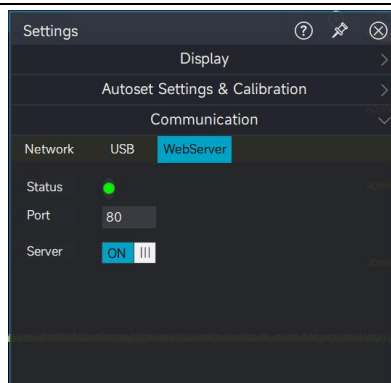 Settings
Display
Autoset Settings & Calibration
Communication
Network USB WebServer
Status
Port 80
Server ON